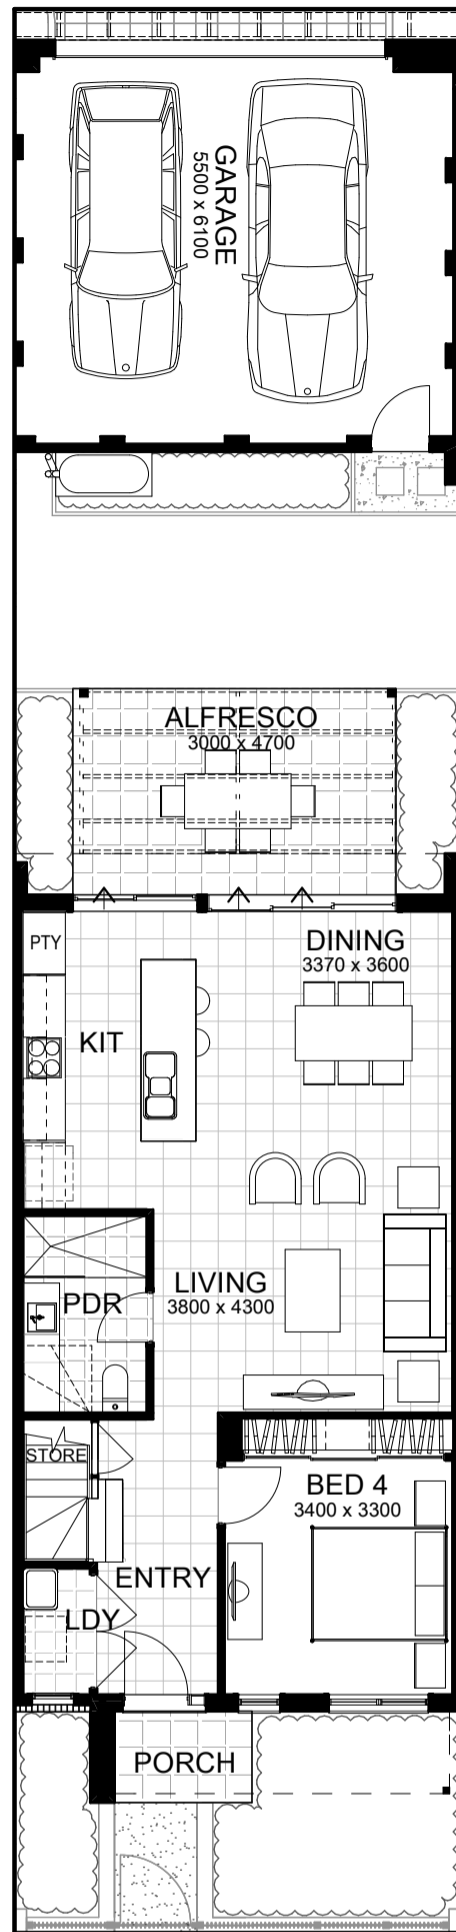 GARAGE
5500 x 6100
ALFRESCO
3000 x 4700
PTY
DINING
3370 x 3600
KIT
PDR
LIVING
3800 x 4300
STORE
BED 4
3400 x 3300
ENTRY
LDY
PORCH